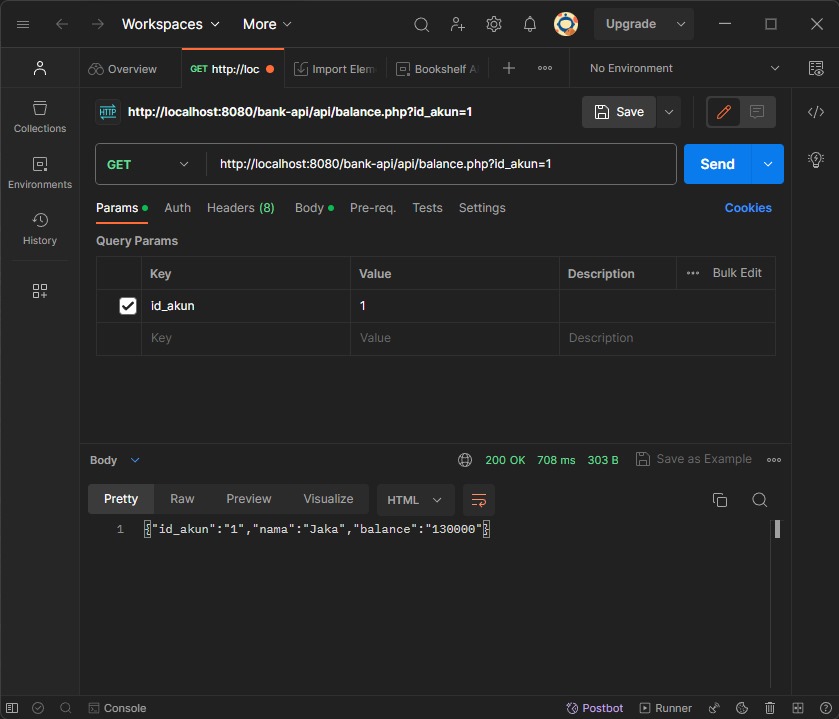 Workspaces More Upgrade
Overview GET http://loc Import Elem Bookshelf A No Environment
HTTP http://localhost:8080/bank-api/api/balance.php?id_akun=1 Save
Collections
GET http://localhost:8080/bank-api/api/balance.php?id_akun=1 Send
Environments
Params Auth Headers (8) Body Pre-req. Tests Settings Cookies
History
Query Params
Key Value Description Bulk Edit
id_akun 1
Key Value Description
Body 200 OK 708 ms 303 B Save as Example
Pretty Raw Preview Visualize HTML
1 {"id_akun":"1","nama":"Jaka","balance":"130000"}
Console Postbot Runner